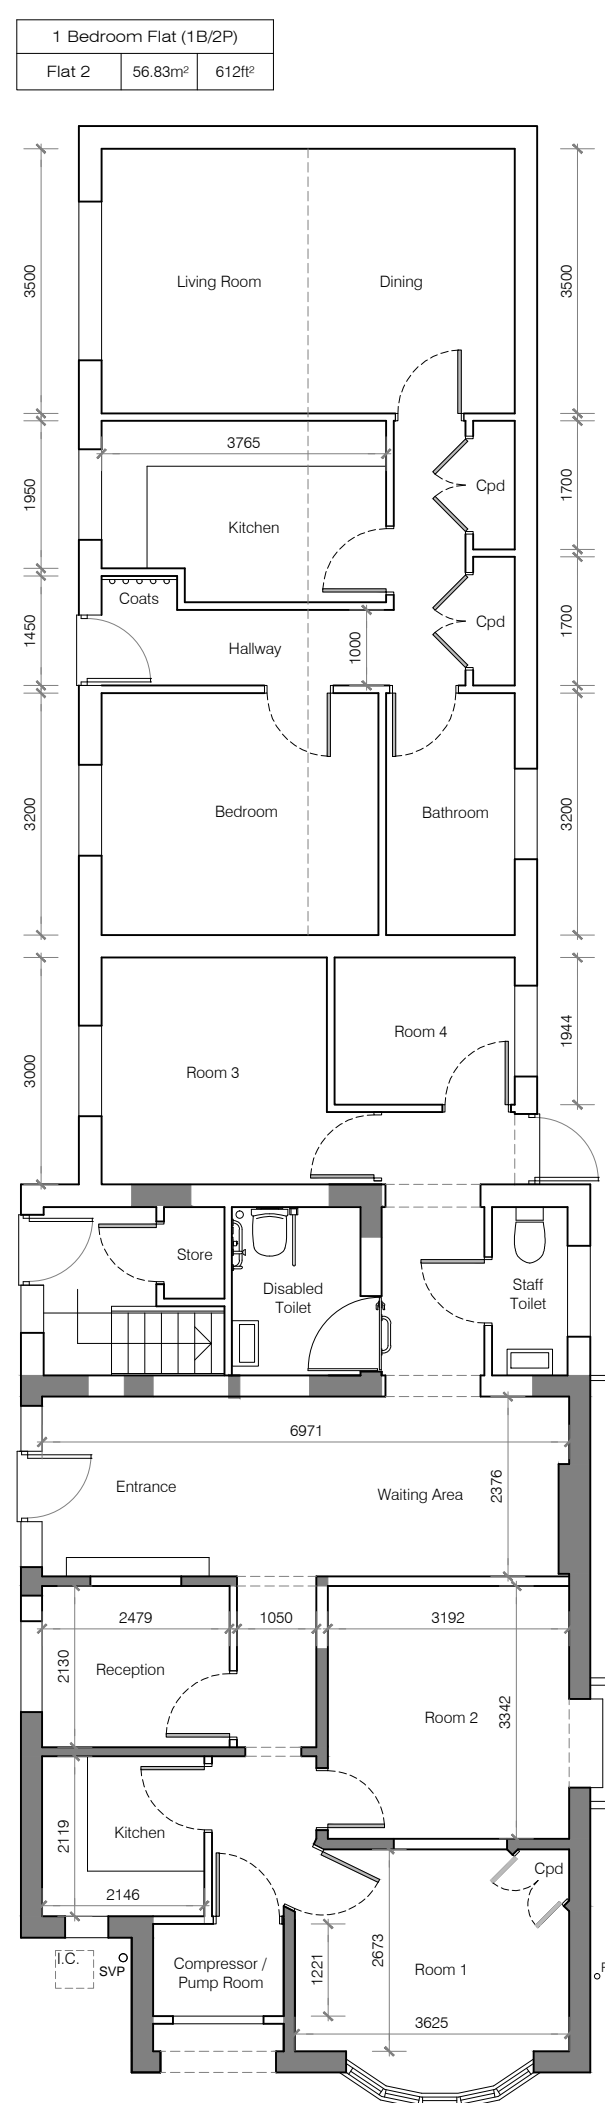 1 Bedroom Flat (1B/2P)
Flat 2 56.83m² 612ft²
3500
3500
Living Room
Dining
3765
1950
Cpd
1700
Kitchen
Coats
1450
Hallway
1000
Cpd
1700
3200
Bedroom
Bathroom
3200
Room 4
1944
3000
Room 3
Store
Disabled
Toilet
Staff
Toilet
6971
Entrance
Waiting Area
2376
2479
1050
3192
2130
Reception
Room 2
3342
2119
Kitchen
2146
Cpd
I.C.
SVP
Compressor /
Pump Room
1221
2673
Room 1
3625